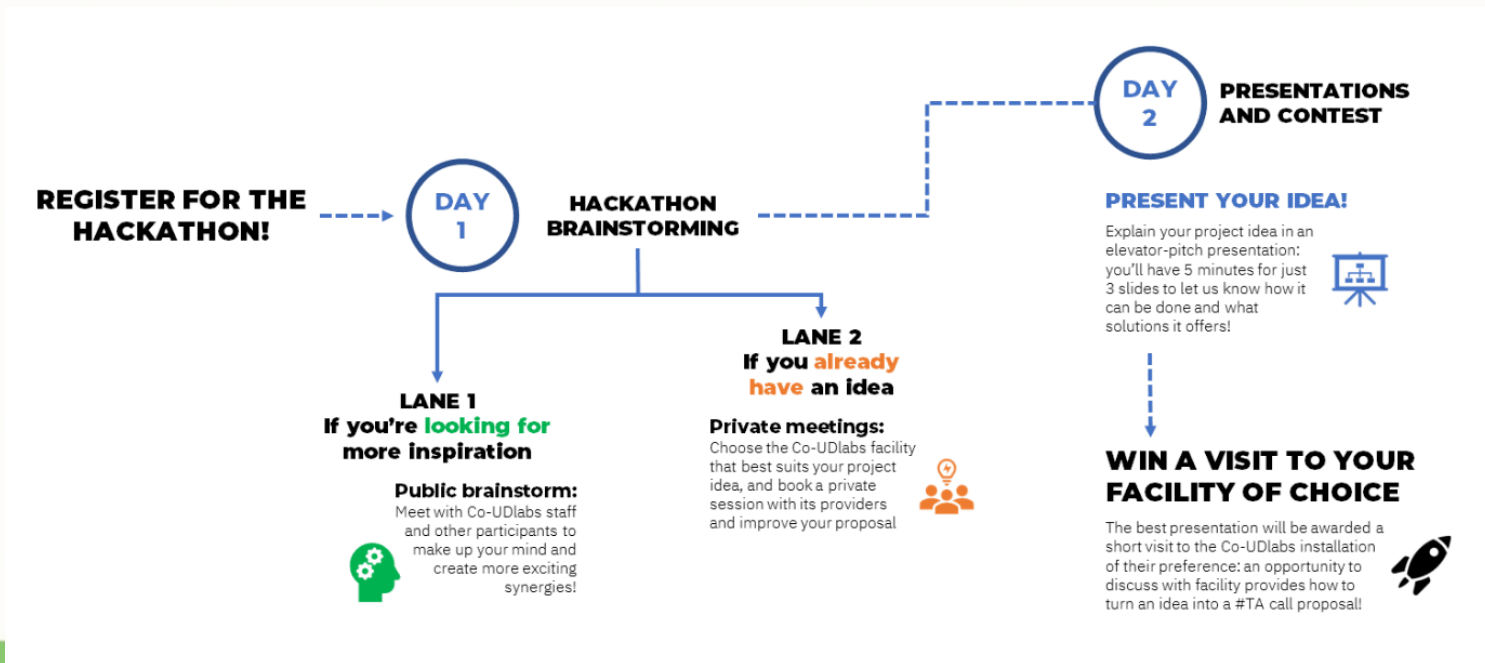 REGISTER FOR THE
HACKATHON!
DAY
1
HACKATHON
BRAINSTORMING
LANE 1
If you're looking for
more inspiration
Public brainstorm:
Meet with Co-UDlabs staff
and other participants to
make up your mind and
create more exciting
synergies!
LANE 2
If you already
have an idea
Private meetings:
Choose the Co-UDlabs facility
that best suits your project
idea, and book a private
session with its providers
and improve your proposal
DAY
2
PRESENTATIONS
AND CONTEST
PRESENT YOUR IDEA!
Explain your project idea in an
elevator-pitch presentation:
you'll have 5 minutes for just
3 slides to let us know how it
can be done and what
solutions it offers!
WIN A VISIT TO YOUR
FACILITY OF CHOICE
The best presentation will be awarded a
short visit to the Co-UDlabs installation
of their preference: an opportunity to
discuss with facility provides how to
turn an idea into a #TA call proposal!